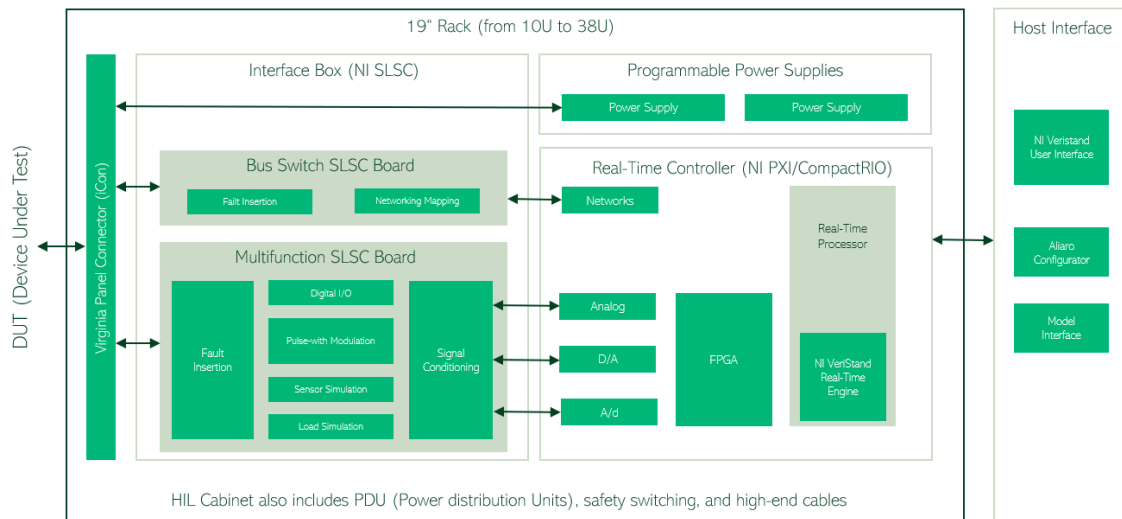 19" Rack (from 10U to 38U)
Host Interface
Interface Box (NI SLSC)
Programmable Power Supplies
Power Supply
Power Supply
NI Veristand
User Interface
Bus Switch SLSC Board
Failt Insertion
Networking Mapping
Real-Time Controller (NI PXI/CompactRIO)
Networks
Real-Time
Processor
Aliaro
Configurator
DUT (Device Under Test)
Virginia Panel Connector (iCon)
Multifunction SLSC Board
Digital I/O
Pulse-with Modulation
Sensor Simulation
Load Simulation
Fault
Insertion
Signal
Conditioning
Analog
D/A
A/d
FPGA
NI VeriStand
Real-Time
Engine
Model
Interface
HIL Cabinet also includes PDU (Power distribution Units), safety switching, and high-end cables